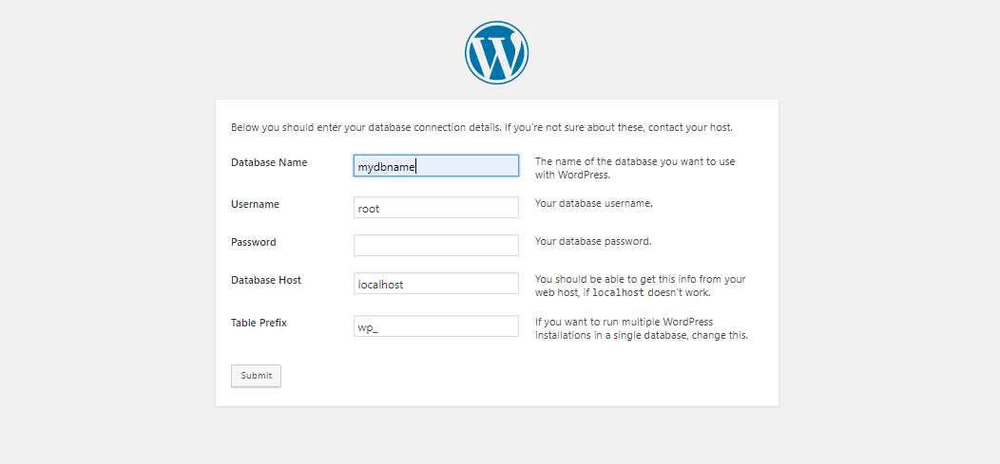 Below you should enter your database connection details. If you're not sure about these, contact your host.
Database Name
mydbname
The name of the database you want to use
with WordPress.
Username
root
Your database username.
Password
Your database password.
Database Host
localhost
You should be able to get this info from your
web host, if localhost doesn't work.
Table Prefix
wp_
If you want to run multiple WordPress
installations in a single database, change this.
Submit